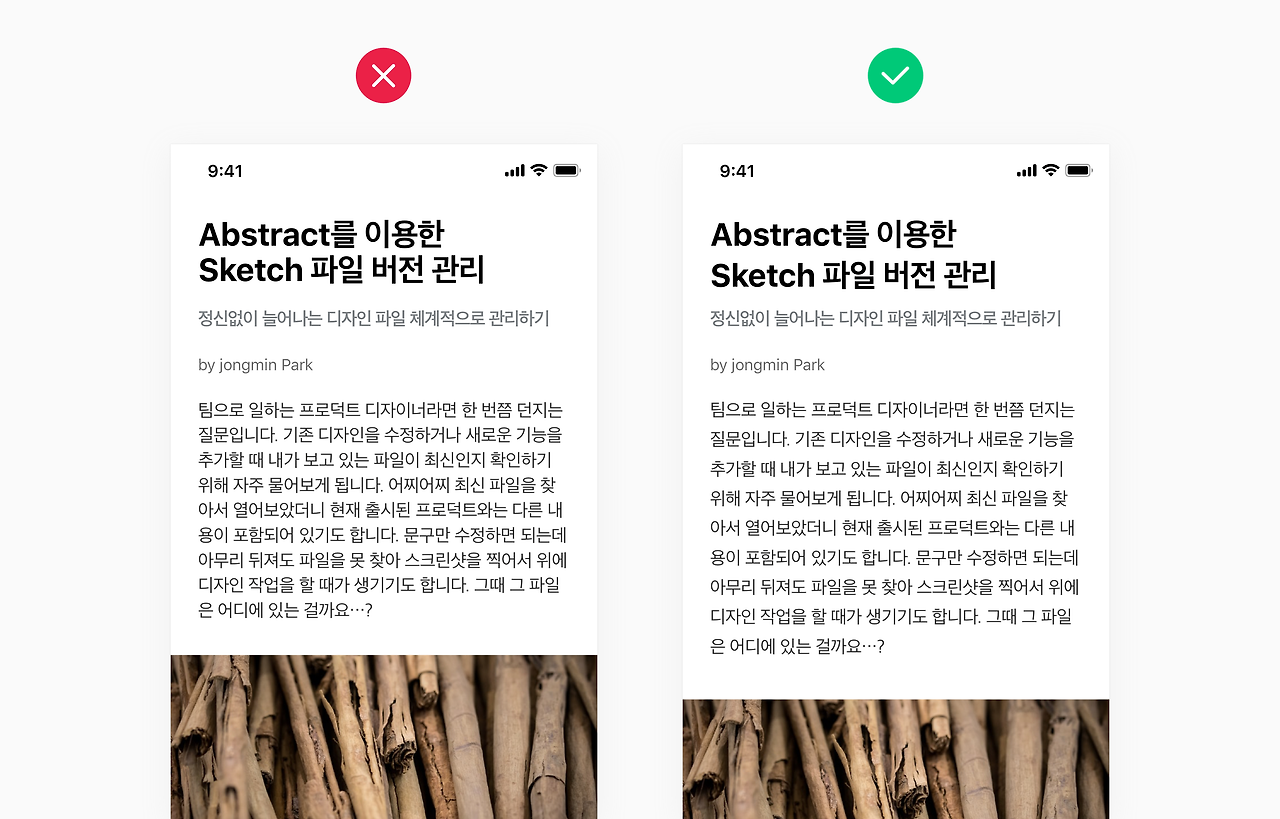 9:41
Abstract를 이용한
Sketch 파일 버전 관리
정신없이 늘어나는 디자인 파일 체계적으로 관리하기
by jongmin Park
팀으로 일하는 프로덕트 디자이너라면 한 번쯤 던지는
질문입니다. 기존 디자인을 수정하거나 새로운 기능을
추가할 때 내가 보고 있는 파일이 최신인지 확인하기
위해 자주 물어보게 됩니다. 어찌어찌 최신 파일을 찾
아서 열어보았더니 현재 출시된 프로덕트와는 다른 내
용이 포함되어 있기도 합니다. 문구만 수정하면 되는데
아무리 뒤져도 파일을 못 찾아 스크린샷을 찍어서 위에
디자인 작업을 할 때가 생기기도 합니다. 그때 그 파일
은 어디에 있는 걸까요⋯?
9:41
Abstract를 이용한
Sketch 파일 버전 관리
정신없이 늘어나는 디자인 파일 체계적으로 관리하기
by jongmin Park
팀으로 일하는 프로덕트 디자이너라면 한 번쯤 던지는
질문입니다. 기존 디자인을 수정하거나 새로운 기능을
추가할 때 내가 보고 있는 파일이 최신인지 확인하기
위해 자주 물어보게 됩니다. 어찌어찌 최신 파일을 찾
아서 열어보았더니 현재 출시된 프로덕트와는 다른 내
용이 포함되어 있기도 합니다. 문구만 수정하면 되는데
아무리 뒤져도 파일을 못 찾아 스크린샷을 찍어서 위에
디자인 작업을 할 때가 생기기도 합니다. 그때 그 파일
은 어디에 있는 걸까요⋯?